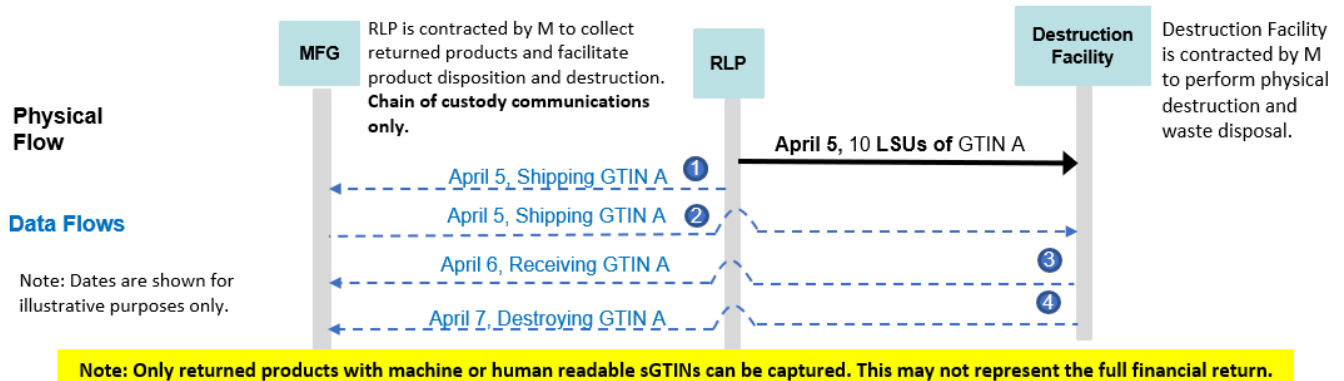 MFG
RLP is contracted by M to collect
returned products and facilitate
product disposition and destruction.
Chain of custody communications
only.
RLP
Destruction
Facility
Destruction Facility
is contracted by M
to perform physical
destruction and
waste disposal.
Physical
Flow
April 5, 10 LSUs of GTIN A
April 5, Shipping GTIN A 1
April 5, Shipping GTIN A 2
Data Flows
April 6, Receiving GTIN A 3
Note: Dates are shown for
illustrative purposes only.
April 7, Destroying GTIN A 4
Note: Only returned products with machine or human readable sGTINs can be captured. This may not represent the full financial return.